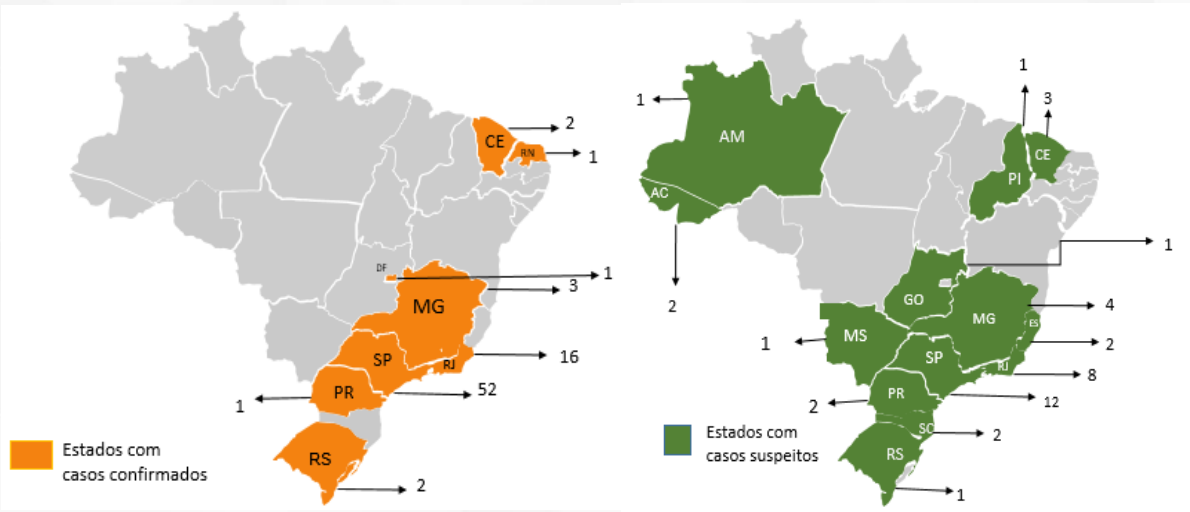 CE
2
RN
1
DF
1
3
MG
16
SP
RJ
52
PR
1
RS
2
Estados com
casos confirmados
1
1
3
AM
CE
PI
AC
1
2
GO
4
MG
ES
MS
1
2
SP
RJ
8
PR
12
2
SC
2
RS
1
Estados com
casos suspeitos